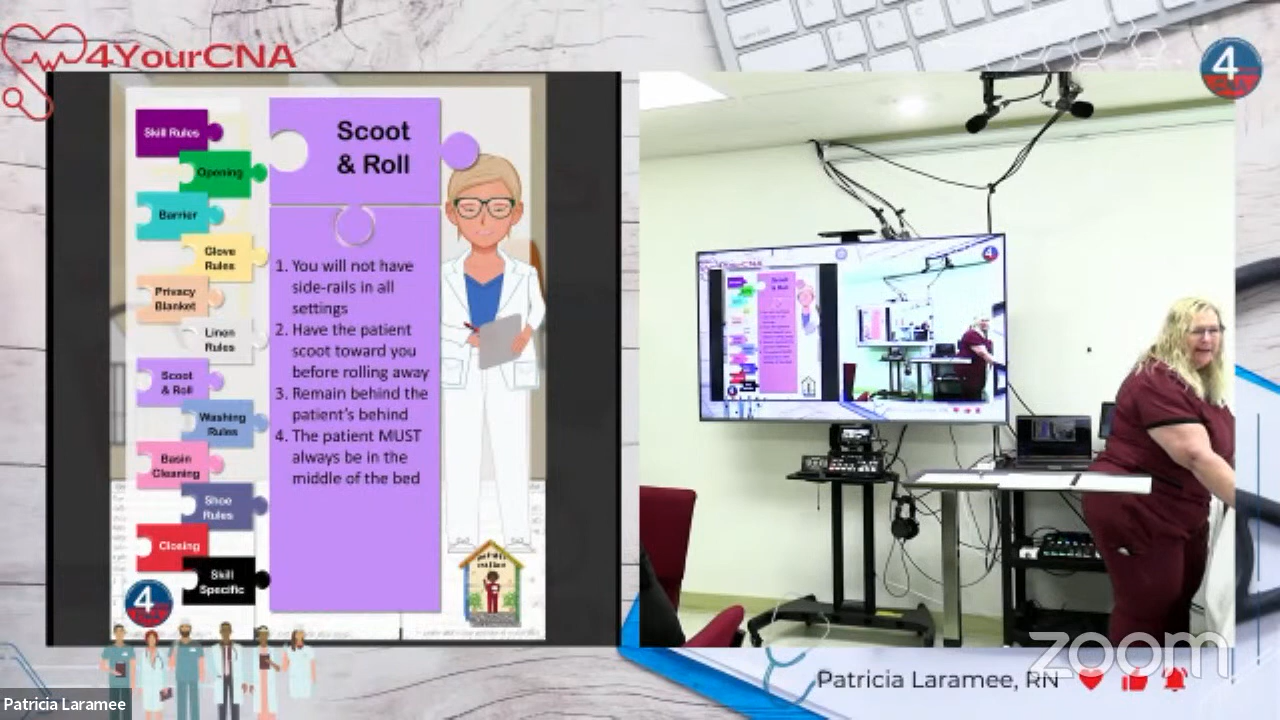 4YourCNA
4
Skill Rules
Opening
Barrier
Glove
Rules
Privacy
Blanket
Linen
Rules
Scoot
& Roll
Washing
Rules
Basin
Cleaning
Shoe
Rules
Closing
Skill
Specific
4
Scoot
& Roll
1. You will not have
side-rails in all
settings
2. Have the patient
scoot toward you
before rolling away
3. Remain behind the
patient's behind
4. The patient MUST
always be in the
middle of the bed
Scoot
& Roll
4
zoom
Patricia Laramee, RN
Patricia Laramee